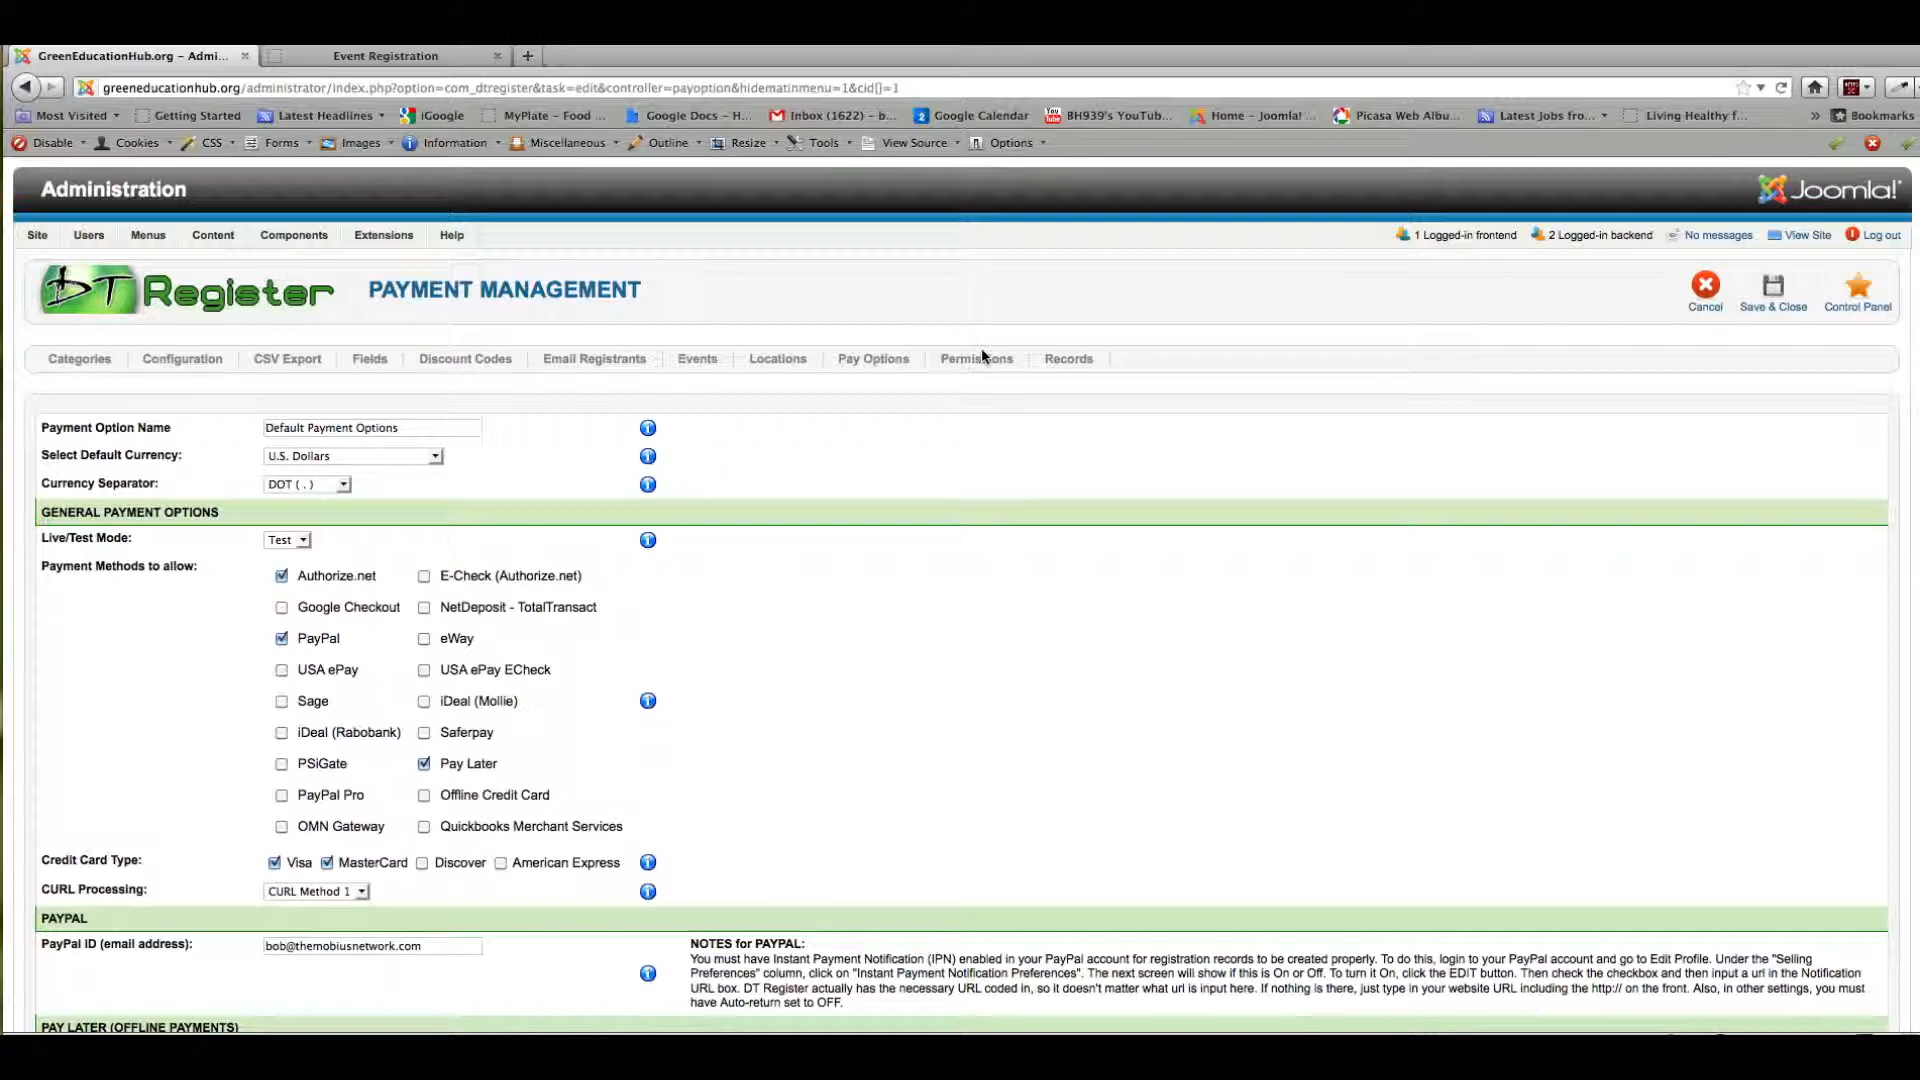 GreenEducationHub.org – Admi...
Event Registration
greeneducationhub.org/administrator/index.php?option=com_dtregister&task=edit&controller=payoption&hidemainmenu=1&cid[]=1
Most Visited Getting Started Latest Headlines iGoogle MyPlate – Food ... Google Docs – H... Inbox (1622) – b... 2 Google Calendar You Tube BH939's YouTub... Home – Joomla! ... Picasa Web Albu... Latest Jobs fro... Living Healthy f... » Bookmarks
Disable Cookies CSS Forms Images Information Miscellaneous Outline Resize Tools View Source Options
Administration
Joomla!
Site Users Menus Content Components Extensions Help
1 Logged-in frontend 2 Logged-in backend No messages View Site Log out
DT Register PAYMENT MANAGEMENT
Cancel Save & Close Control Panel
Categories Configuration CSV Export Fields Discount Codes Email Registrants Events Locations Pay Options Permissions Records
Payment Option Name Default Payment Options
Select Default Currency: U.S. Dollars
Currency Separator: DOT ( . )
GENERAL PAYMENT OPTIONS
Live/Test Mode: Test
Payment Methods to allow:
Authorize.net E-Check (Authorize.net)
Google Checkout NetDeposit - TotalTransact
PayPal eWay
USA ePay USA ePay ECheck
Sage iDeal (Mollie)
iDeal (Rabobank) Saferpay
PSiGate Pay Later
PayPal Pro Offline Credit Card
OMN Gateway Quickbooks Merchant Services
Credit Card Type: Visa MasterCard Discover American Express
CURL Processing: CURL Method 1
PAYPAL
PayPal ID (email address): bob@themobiusnetwork.com
NOTES for PAYPAL:
You must have Instant Payment Notification (IPN) enabled in your PayPal account for registration records to be created properly. To do this, login to your PayPal account and go to Edit Profile. Under the "Selling
Preferences" column, click on "Instant Payment Notification Preferences". The next screen will show if this is On or Off. To turn it On, click the EDIT button. Then check the checkbox and then input a url in the Notification
URL box. DT Register actually has the necessary URL coded in, so it doesn't matter what url is input here. If nothing is there, just type in your website URL including the http:// on the front. Also, in other settings, you must
have Auto-return set to OFF.
PAY LATER (OFFLINE PAYMENTS)